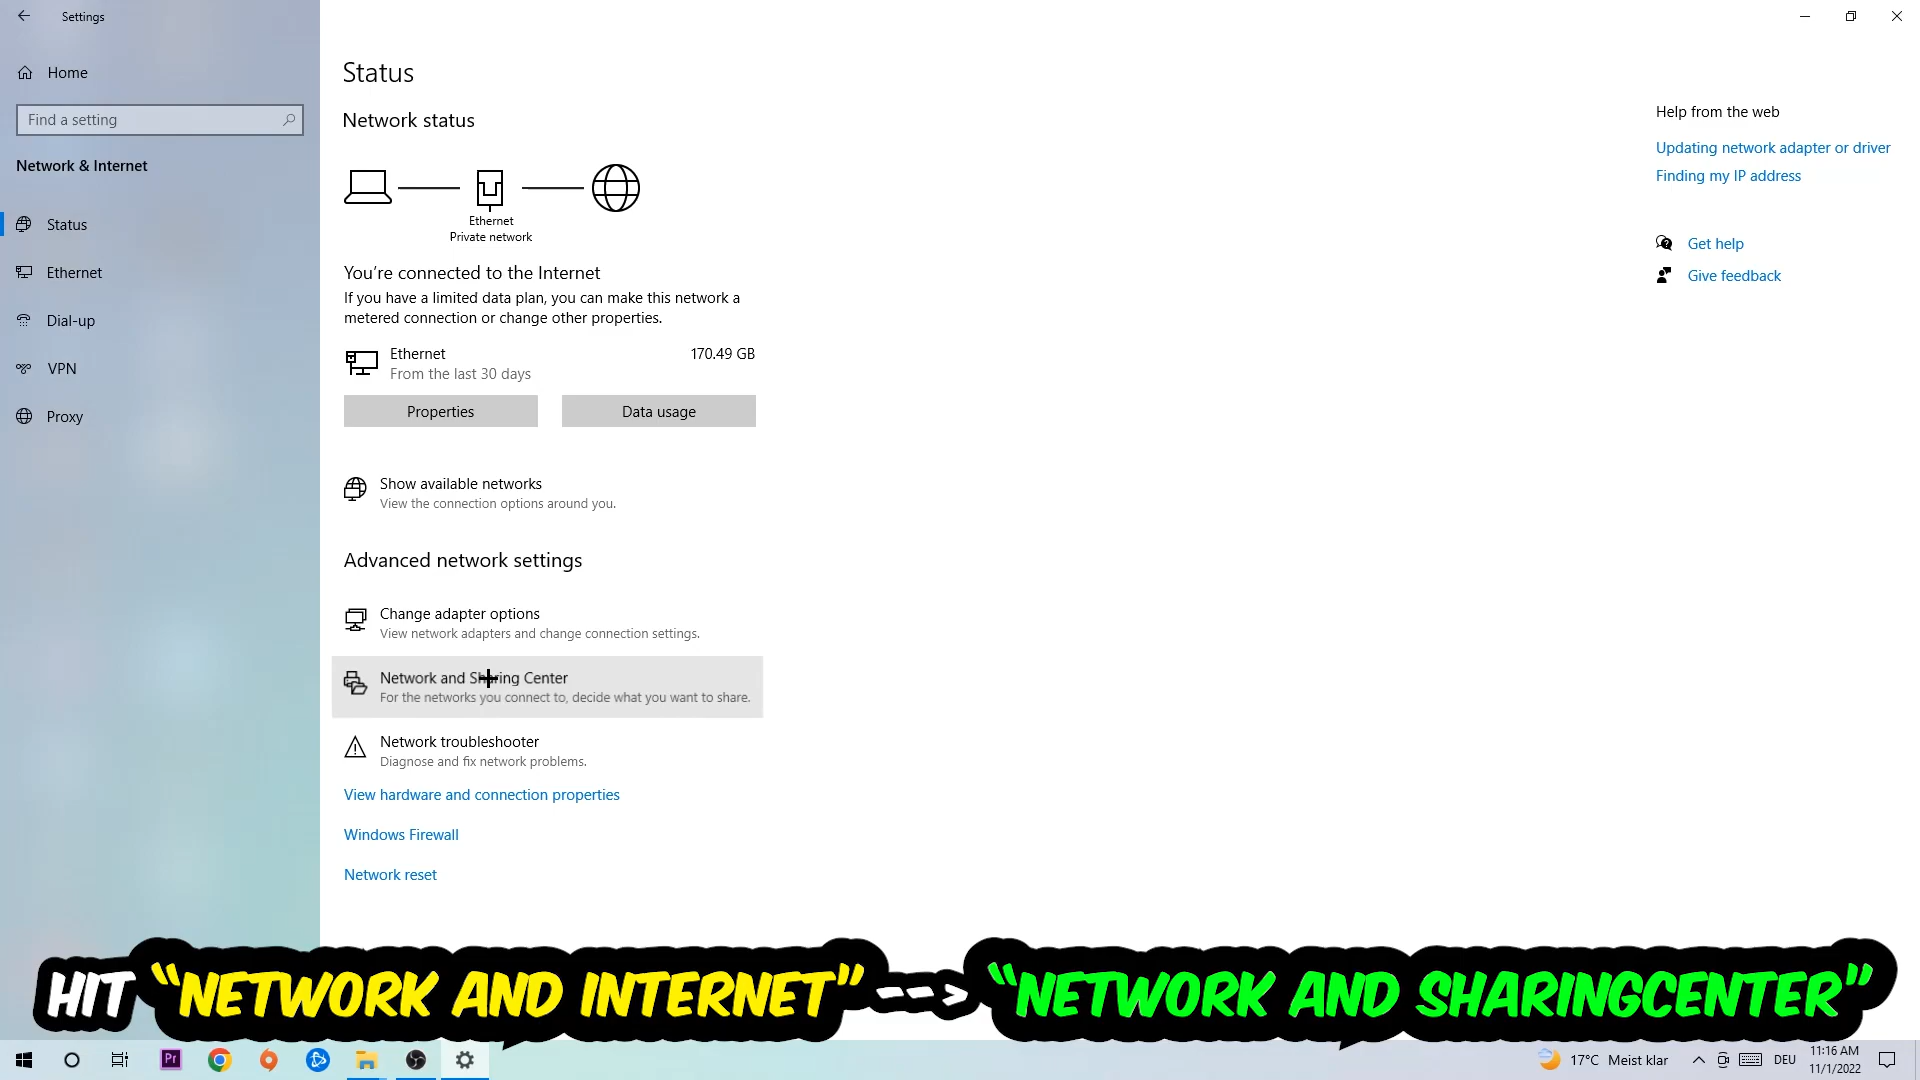 Settings
Home
Find a setting
Network & Internet
Status
Ethernet
Dial-up
VPN
Proxy
Status
Network status
Ethernet
Private network
You're connected to the Internet
If you have a limited data plan, you can make this network a
metered connection or change other properties.
Ethernet 170.49 GB
From the last 30 days
Properties Data usage
Show available networks
View the connection options around you.
Advanced network settings
Change adapter options
View network adapters and change connection settings.
Network and Sharing Center
For the networks you connect to, decide what you want to share.
Network troubleshooter
Diagnose and fix network problems.
View hardware and connection properties
Windows Firewall
Network reset
Help from the web
Updating network adapter or driver
Finding my IP address
Get help
Give feedback
HIT "NETWORK AND INTERNET" --> "NETWORK AND SHARINGCENTER"
Pr
17°C Meist klar DEU
11:16 AM
11/1/2022